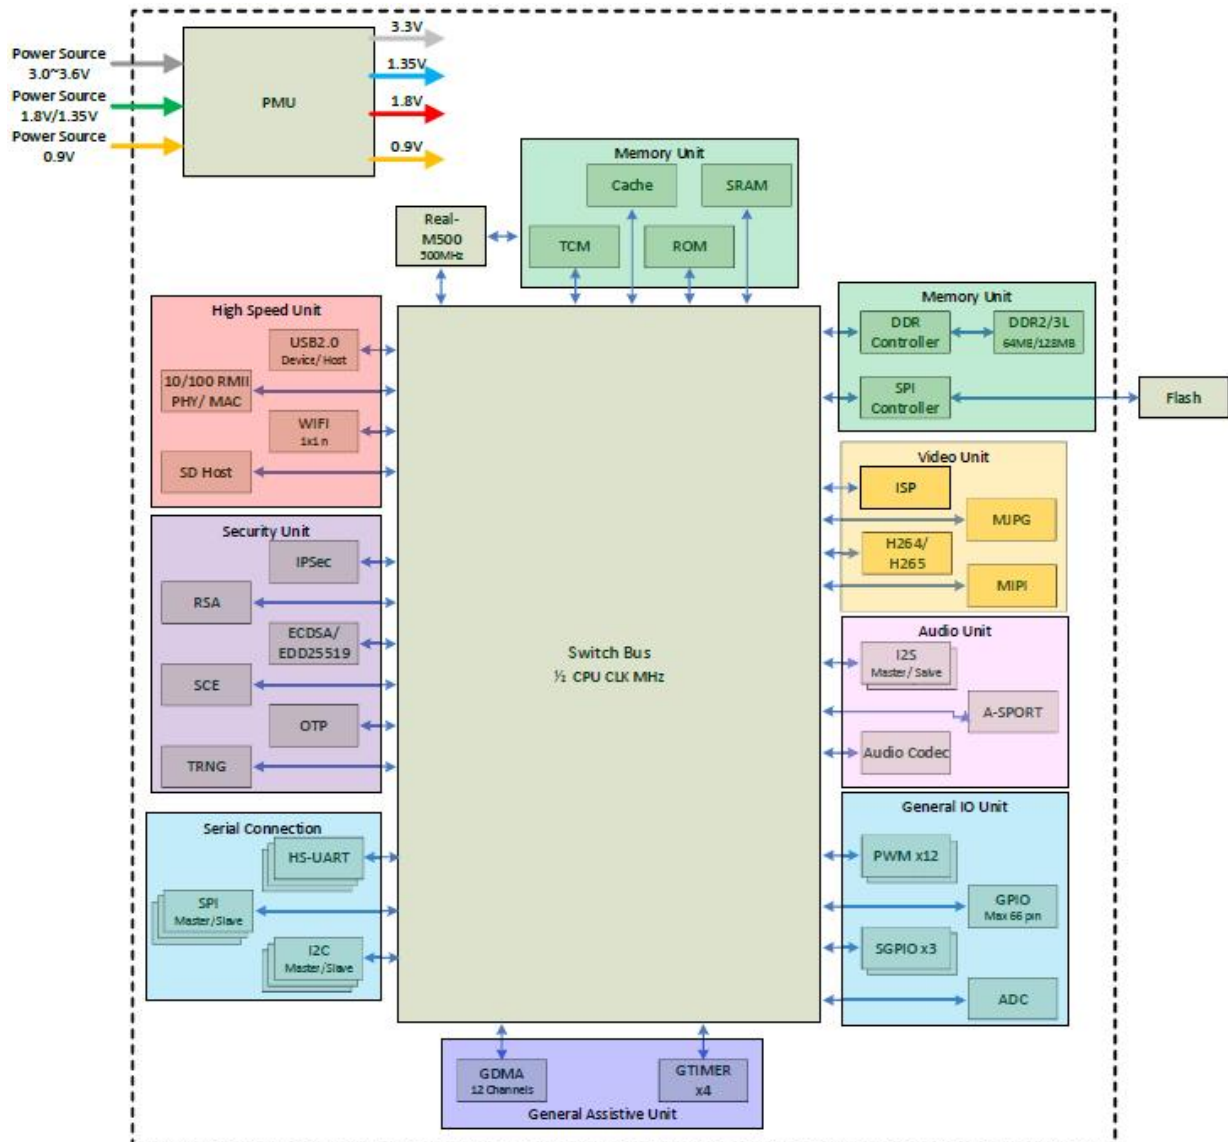 Power Source
3.0~3.6V
Power Source
1.8V/1.35V
Power Source
0.9V
PMU
3.3V
1.35V
1.8V
0.9V
Memory Unit
Cache
SRAM
TCM
ROM
Real-
M500
500MHz
High Speed Unit
USB2.0
Device/ Host
10/100 RMII
PHY/ MAC
WIFI
1x1 n
SD Host
Security Unit
IPSec
RSA
ECDSA/
EDD25519
SCE
OTP
TRNG
Serial Connection
HS-UART
SPI
Master/Slave
I2C
Master/Slave
Switch Bus
½ CPU CLK MHz
Memory Unit
DDR
Controller
DDR2/3L
64MB/128MB
SPI
Controller
Flash
Video Unit
ISP
MJPG
H264/
H265
MIPI
Audio Unit
I2S
Master/ Salve
A-SPORT
Audio Codec
General IO Unit
PWM x12
GPIO
Max 66 pin
SGPIO x3
ADC
GDMA
12 Channels
GTIMER
x4
General Assistive Unit